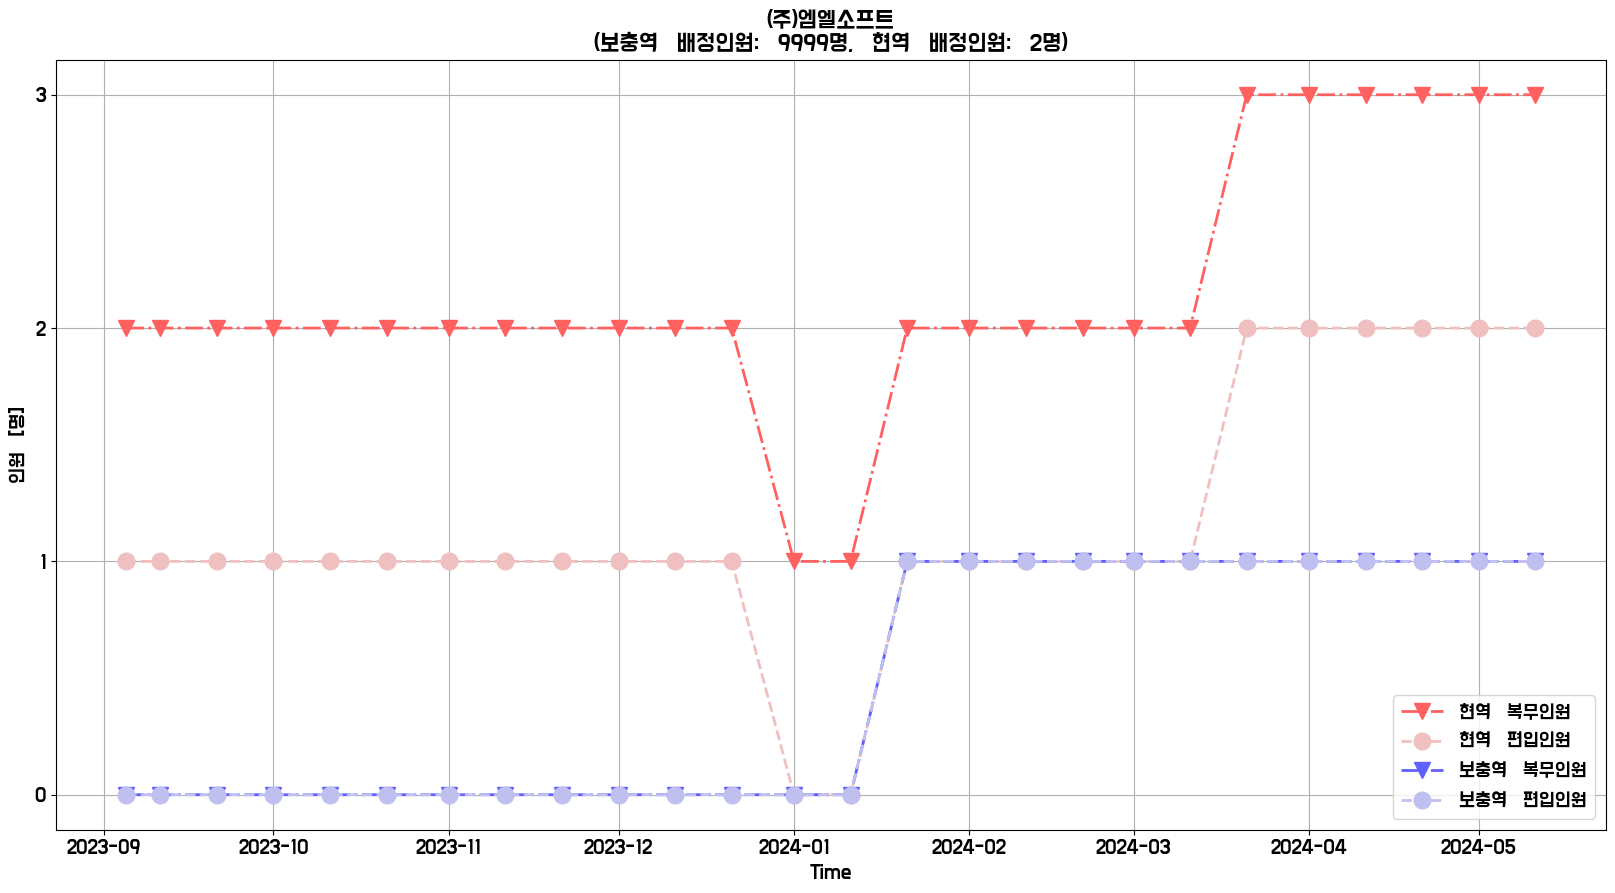 (주)엠엘소프트
(보충역 배정인원: 9999명, 현역 배정인원: 2명)
인원 [명]
3
2
1
0
2023-09
2023-10
2023-11
2023-12
2024-01
2024-02
2024-03
2024-04
2024-05
Time
현역 복무인원
현역 편입인원
보충역 복무인원
보충역 편입인원